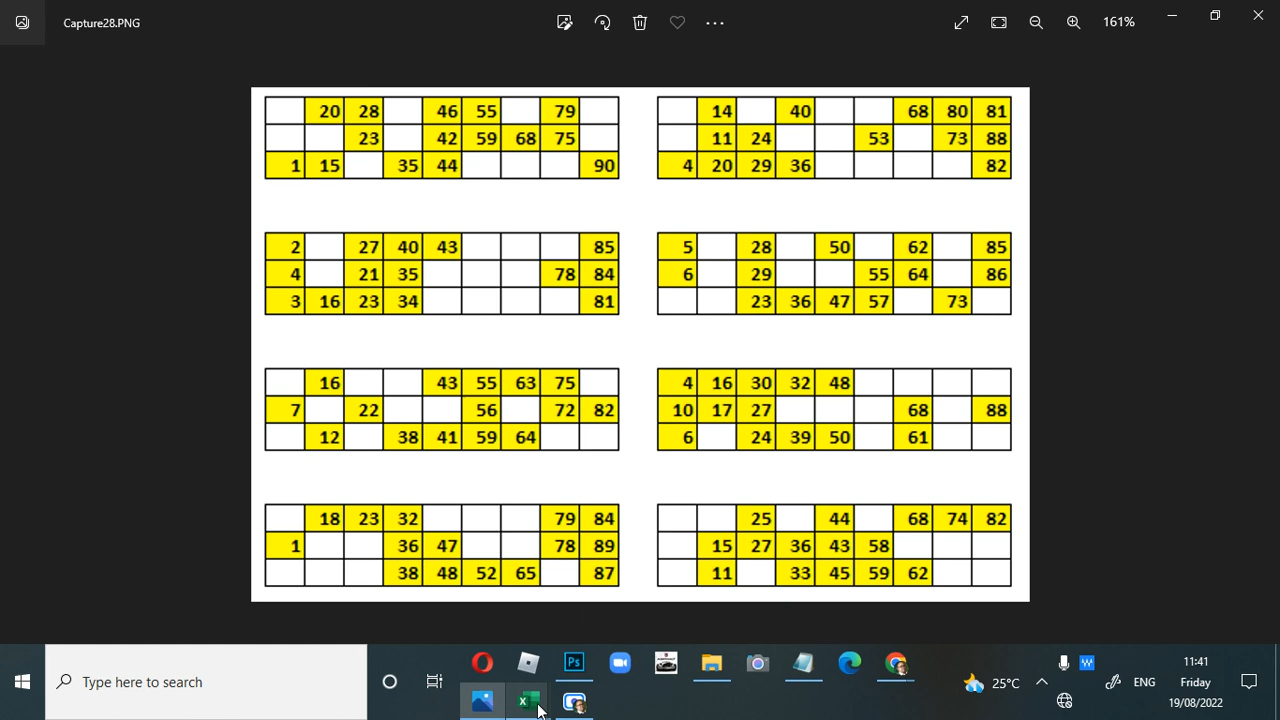 Capture28.PNG
161%
20 28 46 55 79
23 42 59 68 75
1 15 35 44 90
14 40 68 80 81
11 24 53 73 88
4 20 29 36 82
2 27 40 43 85
4 21 35 78 84
3 16 23 34 81
5 28 50 62 85
6 29 55 64 86
23 36 47 57 73
16 43 55 63 75
7 22 56 72 82
12 38 41 59 64
4 16 30 32 48
10 17 27 68 88
6 24 39 50 61
18 23 32 79 84
1 36 47 78 89
38 48 52 65 87
25 44 68 74 82
15 27 36 43 58
11 33 45 59 62
Type here to search
Ps
X
W
25°C
ENG
11:41
Friday
19/08/2022